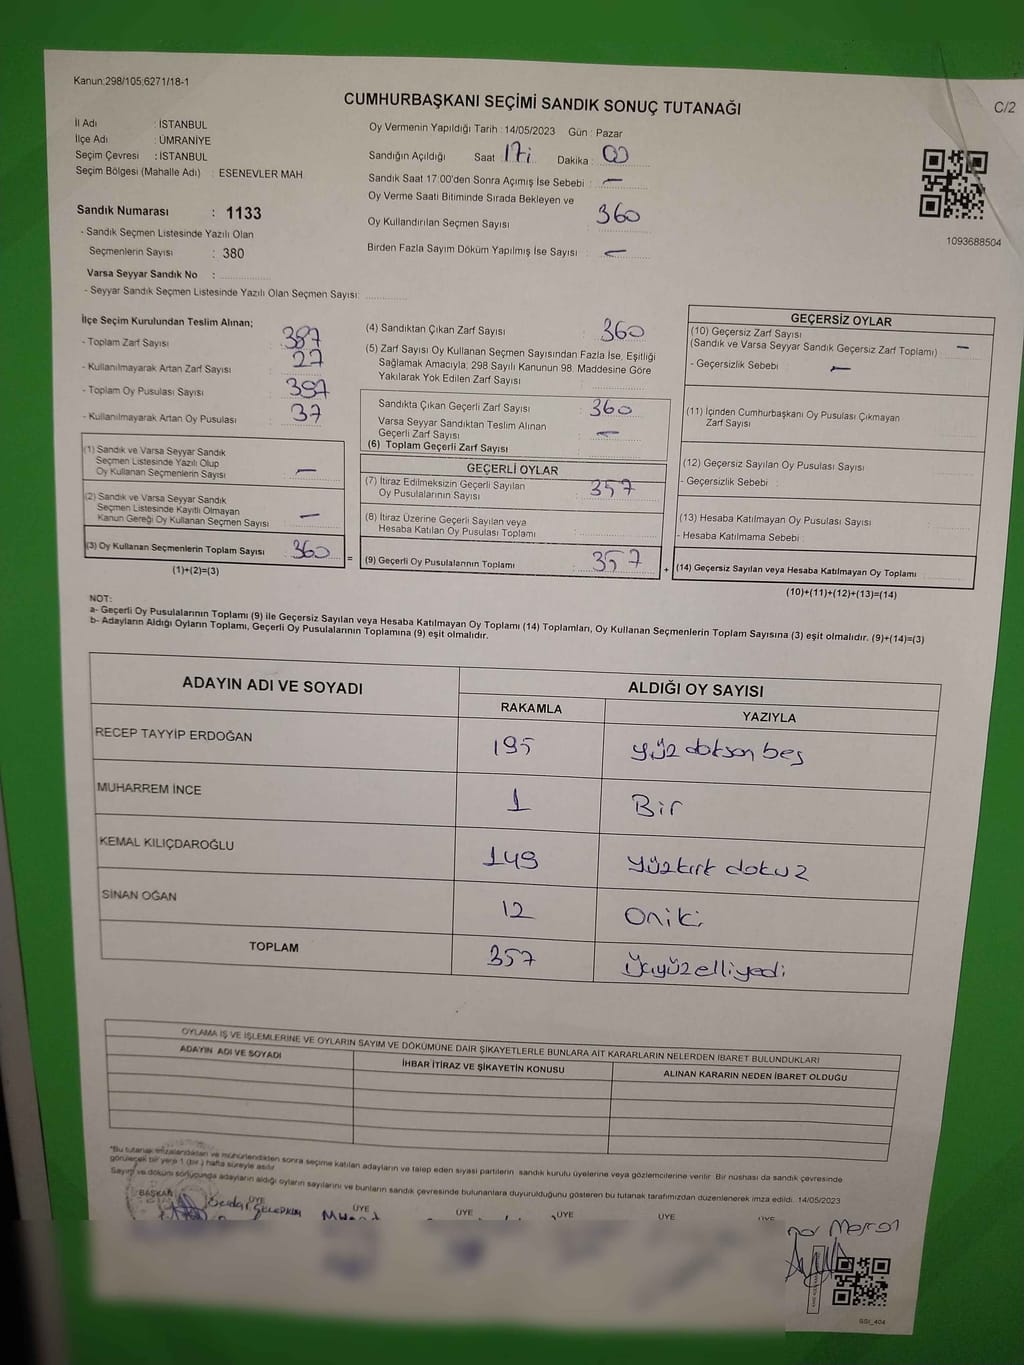 Kanun:298/105;6271/18-1
CUMHURBAŞKANI SEÇİMİ SANDIK SONUÇ TUTANAĞI
C/2
İl Adı : İSTANBUL
İlçe Adı : ÜMRANİYE
Seçim Çevresi : İSTANBUL
Seçim Bölgesi (Mahalle Adı) : ESENEVLER MAH.
Sandık Numarası : 1133
- Sandık Seçmen Listesinde Yazılı Olan
Seçmenlerin Sayısı : 380
Varsa Seyyar Sandık No :
- Seyyar Sandık Seçmen Listesinde Yazılı Olan Seçmen Sayısı:
Oy Vermenin Yapıldığı Tarih : 14/05/2023 Gün : Pazar
Sandığın Açıldığı Saat 17: Dakika : 00
Sandık Saat 17.00'den Sonra Açımış İse Sebebi : —
Oy Verme Saati Bitiminde Sırada Bekleyen ve
Oy Kullandırılan Seçmen Sayısı : 360
Birden Fazla Sayım Döküm Yapılmış İse Sayısı : —
1093688504
İlçe Seçim Kurulundan Teslim Alınan;
- Toplam Zarf Sayısı : 387
- Kullanılmayarak Artan Zarf Sayısı : 27
- Toplam Oy Pusulası Sayısı : 397
- Kullanılmayarak Artan Oy Pusulası : 37
(1) Sandık ve Varsa Seyyar Sandık
Seçmen Listesinde Yazılı Olup
Oy Kullanan Seçmenlerin Sayısı : —
(2) Sandık ve Varsa Seyyar Sandık
Seçmen Listesinde Kayıtlı Olmayan
Kanun Gereği Oy Kullanan Seçmen Sayısı : —
(3) Oy Kullanan Seçmenlerin Toplam Sayısı : 360
(1)+(2)=(3)
=
(4) Sandıktan Çıkan Zarf Sayısı : 360
(5) Zarf Sayısı Oy Kullanan Seçmen Sayısından Fazla İse, Eşitliği
Sağlamak Amacıyla, 298 Sayılı Kanunun 98. Maddesine Göre
Yakılarak Yok Edilen Zarf Sayısı :
Sandıkta Çıkan Geçerli Zarf Sayısı : 360
Varsa Seyyar Sandıktan Teslim Alınan
Geçerli Zarf Sayısı : —
(6) Toplam Geçerli Zarf Sayısı :
GEÇERLİ OYLAR
(7) İtiraz Edilmeksizin Geçerli Sayılan
Oy Pusulalarının Sayısı : 357
(8) İtiraz Üzerine Geçerli Sayılan veya
Hesaba Katılan Oy Pusulası Toplamı :
(9) Geçerli Oy Pusulalarının Toplamı : 357
+
GEÇERSİZ OYLAR
(10) Geçersiz Zarf Sayısı
(Sandık ve Varsa Seyyar Sandık Geçersiz Zarf Toplamı) : —
- Geçersizlik Sebebi : —
(11) İçinden Cumhurbaşkanı Oy Pusulası Çıkmayan
Zarf Sayısı :
(12) Geçersiz Sayılan Oy Pusulası Sayısı :
- Geçersizlik Sebebi :
(13) Hesaba Katılmayan Oy Pusulası Sayısı :
- Hesaba Katılmama Sebebi :
(14) Geçersiz Sayılan veya Hesaba Katılmayan Oy Toplamı :
(10)+(11)+(12)+(13)=(14)
NOT:
a- Geçerli Oy Pusulalarının Toplamı (9) ile Geçersiz Sayılan veya Hesaba Katılmayan Oy Toplamı (14) Toplamları, Oy Kullanan Seçmenlerin Toplam Sayısına (3) eşit olmalıdır. (9)+(14)=(3)
b- Adayların Aldığı Oyların Toplamı, Geçerli Oy Pusulalarının Toplamına (9) eşit olmalıdır.
ADAYIN ADI VE SOYADI ALDIĞI OY SAYISI
RAKAMLA YAZIYLA
RECEP TAYYİP ERDOĞAN 195 yüz doksan beş
MUHARREM İNCE 1 Bir
KEMAL KILIÇDAROĞLU 149 yüzkırk dokuz
SİNAN OĞAN 12 Oniki
TOPLAM 357 Üçyüzelliyedi
OYLAMA İŞ VE İŞLEMLERİNE VE OYLARIN SAYIM VE DÖKÜMÜNE DAİR ŞİKAYETLERLE BUNLARA AİT KARARLARIN NELERDEN İBARET BULUNDUKLARI
ADAYIN ADI VE SOYADI İHBAR İTİRAZ VE ŞİKAYETİN KONUSU ALINAN KARARIN NEDEN İBARET OLDUĞU
*Bu tutanak imzalandıktan ve mühürlendikten sonra seçime katılan adayların ve talep eden siyasi partilerin sandık kurulu üyelerine veya gözlemcilerine verilir. Bir nüshası da sandık çevresinde
görülecek bir yere 1 (bir) hafta süreyle asılır.
Sayım ve döküm sonucunda adayların aldığı oyların sayılarını ve bunların sandık çevresinde bulunanlara duyurulduğunu gösteren bu tutanak tarafımızdan düzenlenerek imza edildi. 14/05/2023
BAŞKAN ÜYE ÜYE ÜYE ÜYE ÜYE ÜYE
GSI_404